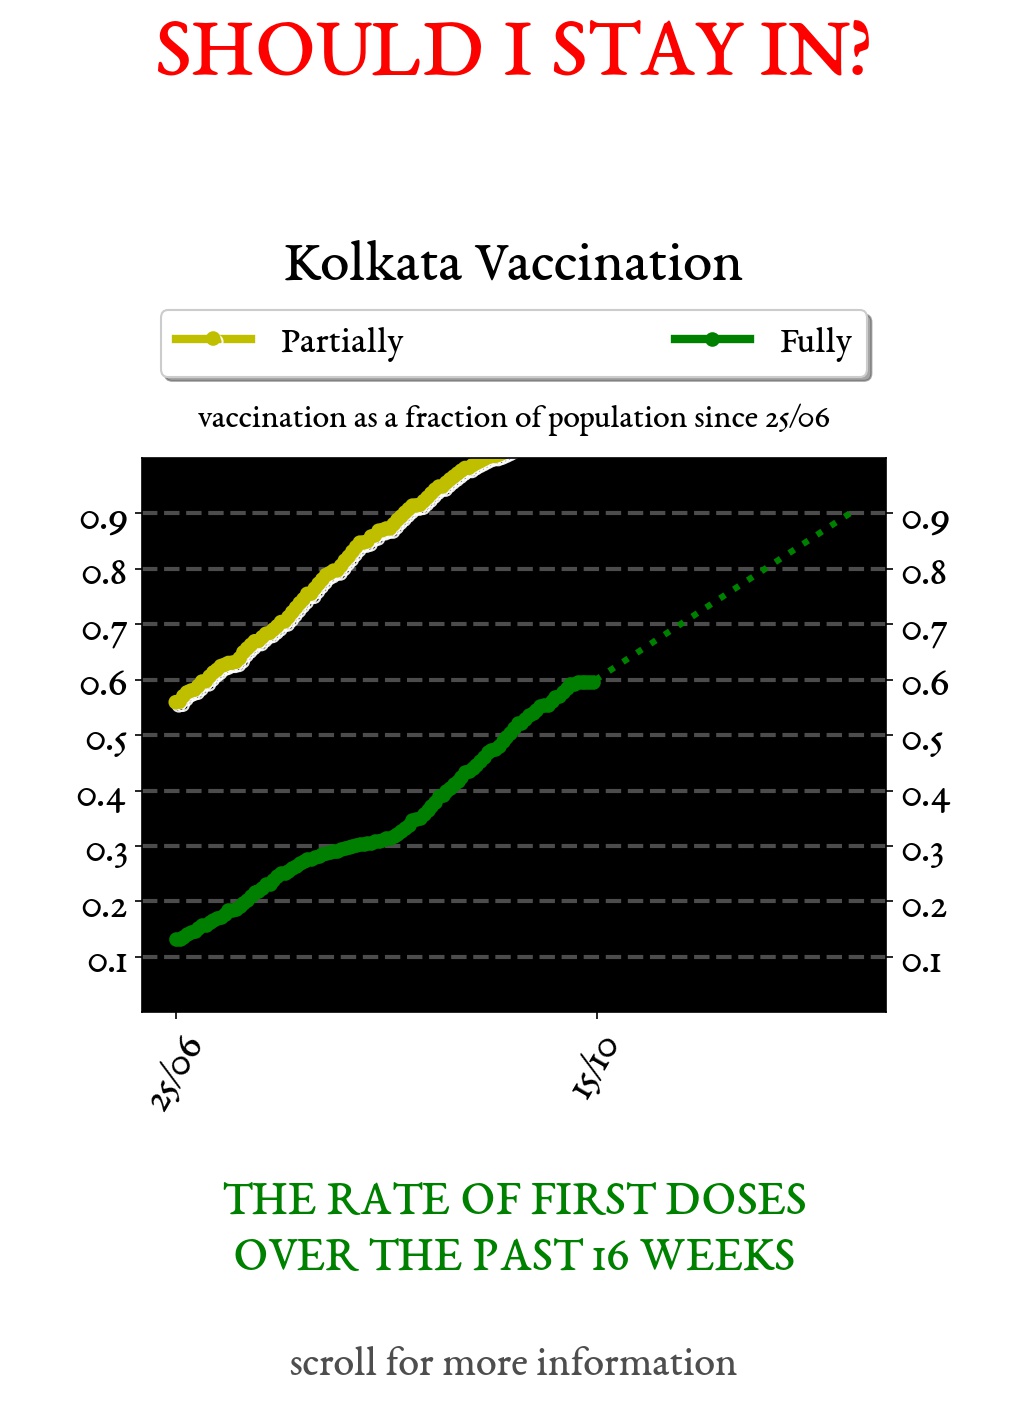 SHOULD I STAY IN?
Kolkata Vaccination
Partially Fully
vaccination as a fraction of population since 25/06
0.9 0.9
0.8 0.8
0.7 0.7
0.6 0.6
0.5 0.5
0.4 0.4
0.3 0.3
0.2 0.2
0.1 0.1
25/06 15/10
THE RATE OF FIRST DOSES
OVER THE PAST 16 WEEKS
scroll for more information